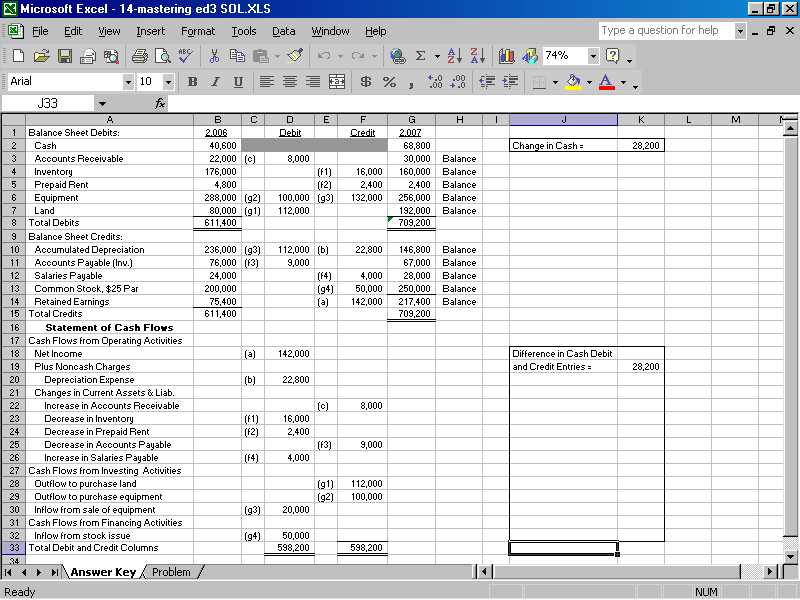 Microsoft Excel - 14-mastering ed3 SOL.XLS
File Edit View Insert Format Tools Data Window Help Type a question for help
Σ 74% ?
Arial 10 B I U $ % , .0 .00 A
J33 fx
A B C D E F G H I J K L M
1 Balance Sheet Debits: 2,006 Debit Credit 2,007
2 Cash 40,600 68,800 Change in Cash = 28,200
3 Accounts Receivable 22,000 (c) 8,000 30,000 Balance
4 Inventory 176,000 (f1) 16,000 160,000 Balance
5 Prepaid Rent 4,800 (f2) 2,400 2,400 Balance
6 Equipment 288,000 (g2) 100,000 (g3) 132,000 256,000 Balance
7 Land 80,000 (g1) 112,000 192,000 Balance
8 Total Debits 611,400 709,200
9 Balance Sheet Credits:
10 Accumulated Depreciation 236,000 (g3) 112,000 (b) 22,800 146,800 Balance
11 Accounts Payable (Inv.) 76,000 (f3) 9,000 67,000 Balance
12 Salaries Payable 24,000 (f4) 4,000 28,000 Balance
13 Common Stock, $25 Par 200,000 (g4) 50,000 250,000 Balance
14 Retained Earnings 75,400 (a) 142,000 217,400 Balance
15 Total Credits 611,400 709,200
16 Statement of Cash Flows
17 Cash Flows from Operating Activities
18 Net Income (a) 142,000 Difference in Cash Debit
19 Plus Noncash Charges and Credit Entries = 28,200
20 Depreciation Expense (b) 22,800
21 Changes in Current Assets & Liab.
22 Increase in Accounts Receivable (c) 8,000
23 Decrease in Inventory (f1) 16,000
24 Decrease in Prepaid Rent (f2) 2,400
25 Decrease in Accounts Payable (f3) 9,000
26 Increase in Salaries Payable (f4) 4,000
27 Cash Flows from Investing Activities
28 Outflow to purchase land (g1) 112,000
29 Outflow to purchase equipment (g2) 100,000
30 Inflow from sale of equipment (g3) 20,000
31 Cash Flows from Financing Activities
32 Inflow from stock issue (g4) 50,000
33 Total Debit and Credit Columns 598,200 598,200
34
Answer Key Problem
Ready NUM